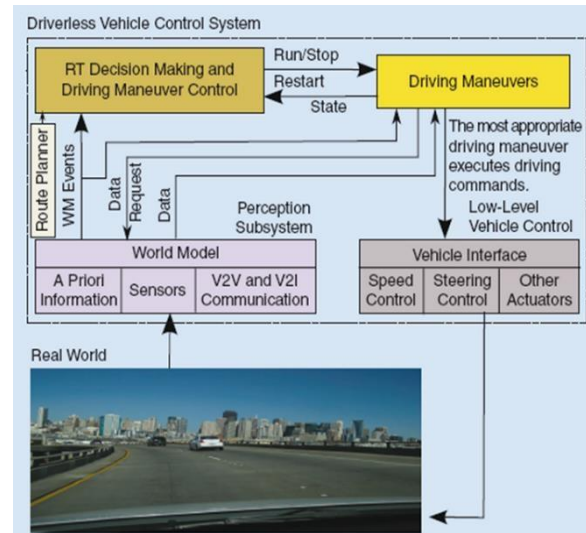 Driverless Vehicle Control System
RT Decision Making and
Driving Maneuver Control
Run/Stop
Restart
State
Driving Maneuvers
Route Planner
WM Events
Data
Request
Data
The most appropriate
driving maneuver
executes driving
commands.
Perception
Subsystem
Low-Level
Vehicle Control
World Model
A Priori
Information
Sensors
V2V and V2I
Communication
Vehicle Interface
Speed
Control
Steering
Control
Other
Actuators
Real World